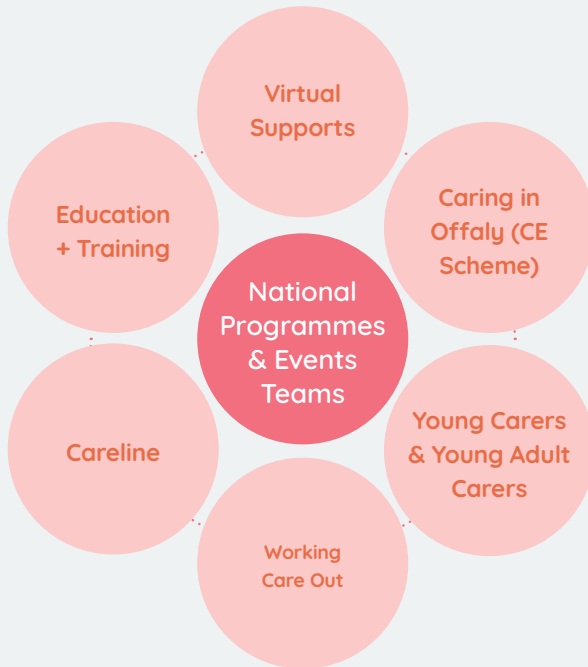 Virtual
Supports
Caring in
Offaly (CE
Scheme)
Young Carers
& Young Adult
Carers
Working
Care Out
Careline
Education
+ Training
National
Programmes
& Events
Teams